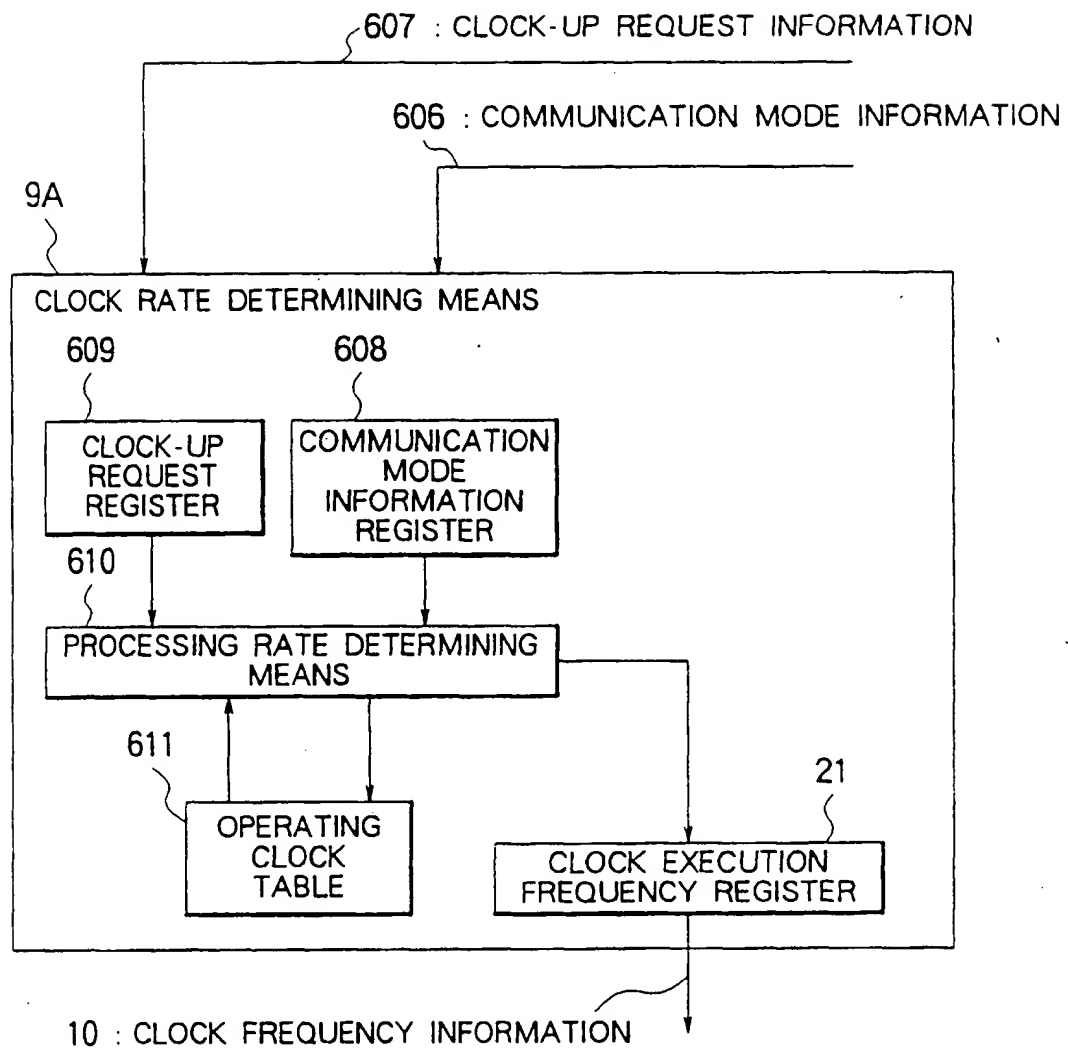 607 : CLOCK-UP REQUEST INFORMATION
606 : COMMUNICATION MODE INFORMATION
9A
CLOCK RATE DETERMINING MEANS
609
608
CLOCK-UP
REQUEST
REGISTER
COMMUNICATION
MODE
INFORMATION
REGISTER
610
PROCESSING RATE DETERMINING
MEANS
611
OPERATING
CLOCK
TABLE
21
CLOCK EXECUTION
FREQUENCY REGISTER
10 : CLOCK FREQUENCY INFORMATION